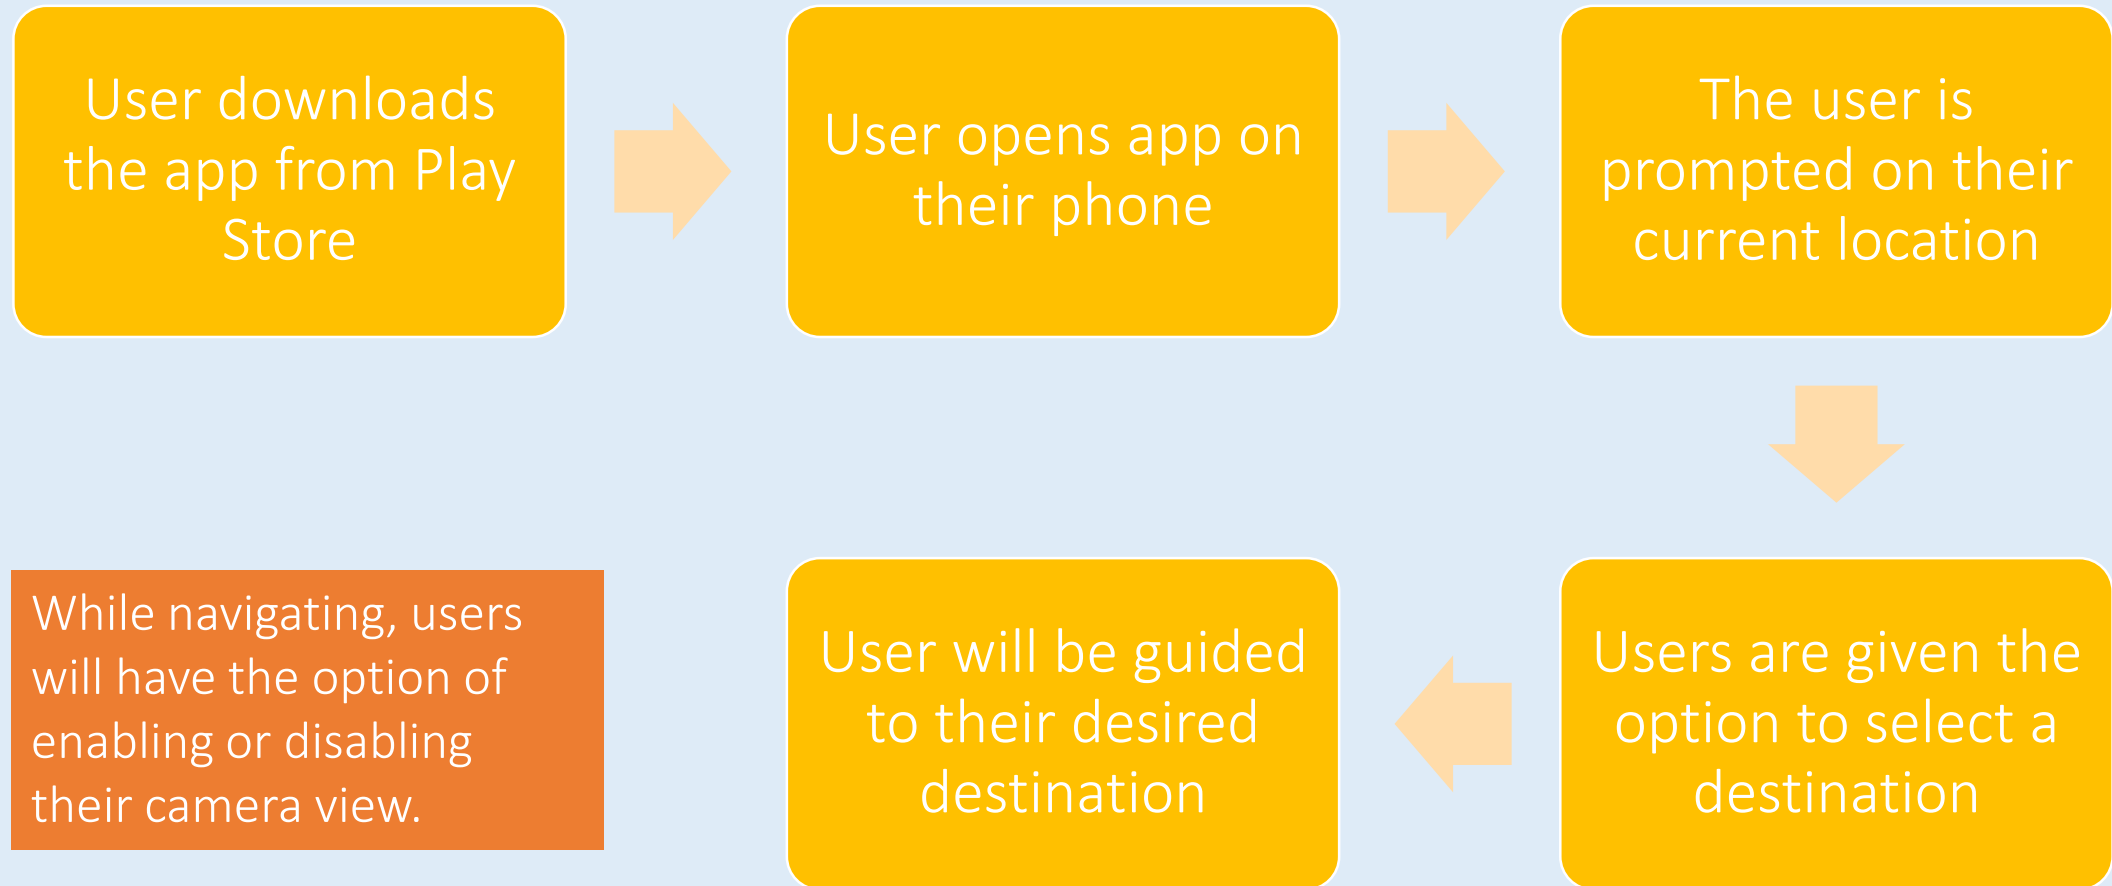 User downloads
the app from Play
Store
User opens app on
their phone
The user is
prompted on their
current location
Users are given the
option to select a
destination
User will be guided
to their desired
destination
While navigating, users
will have the option of
enabling or disabling
their camera view.